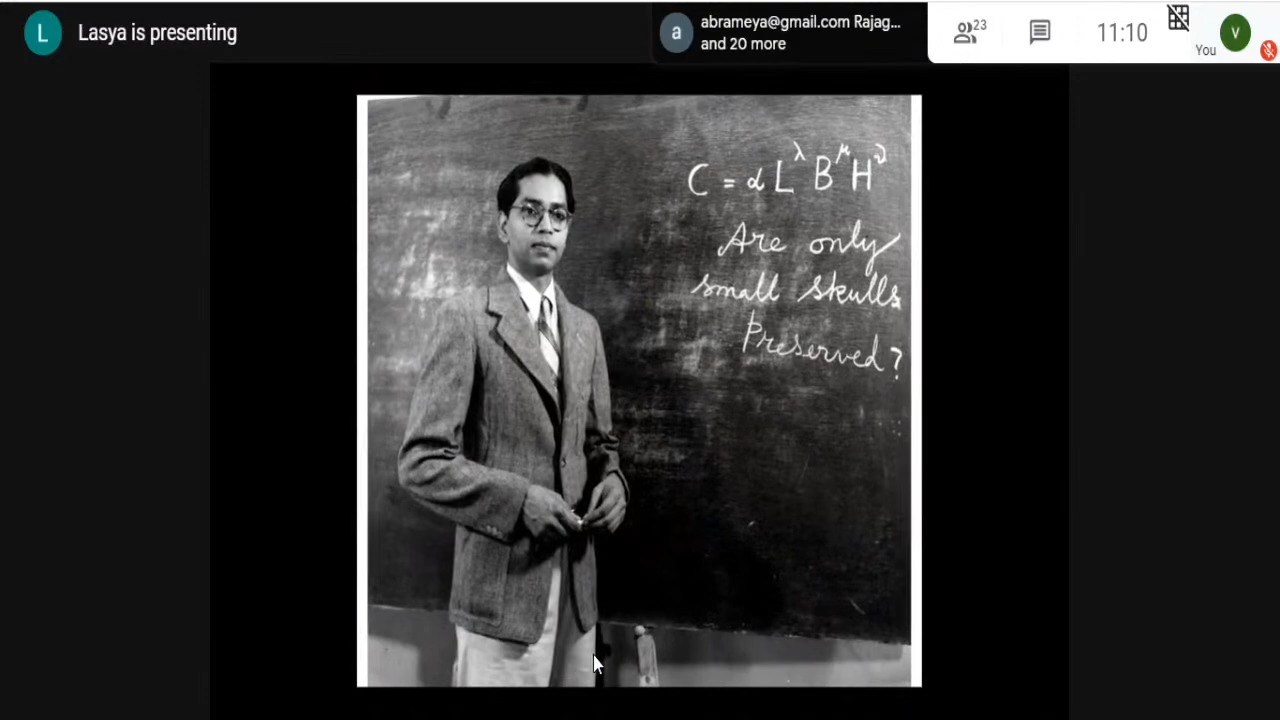 L
Lasya is presenting
a
abrameya@gmail.com Rajag...
and 20 more
23
11:10
You
V
C = α L^λ B^μ H^ν
Are only
small skulls
Preserved?